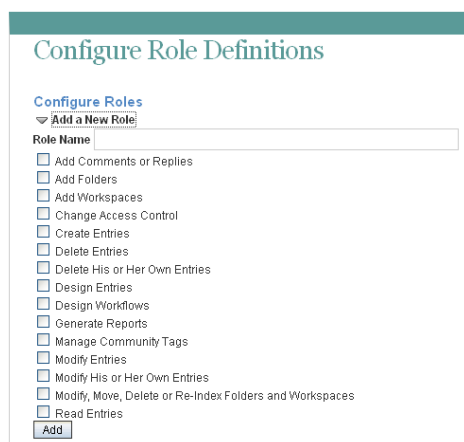 Configure Role Definitions
Configure Roles
Add a New Role
Role Name
Add Comments or Replies
Add Folders
Add Workspaces
Change Access Control
Create Entries
Delete Entries
Delete His or Her Own Entries
Design Entries
Design Workflows
Generate Reports
Manage Community Tags
Modify Entries
Modify His or Her Own Entries
Modify, Move, Delete or Re-Index Folders and Workspaces
Read Entries
Add